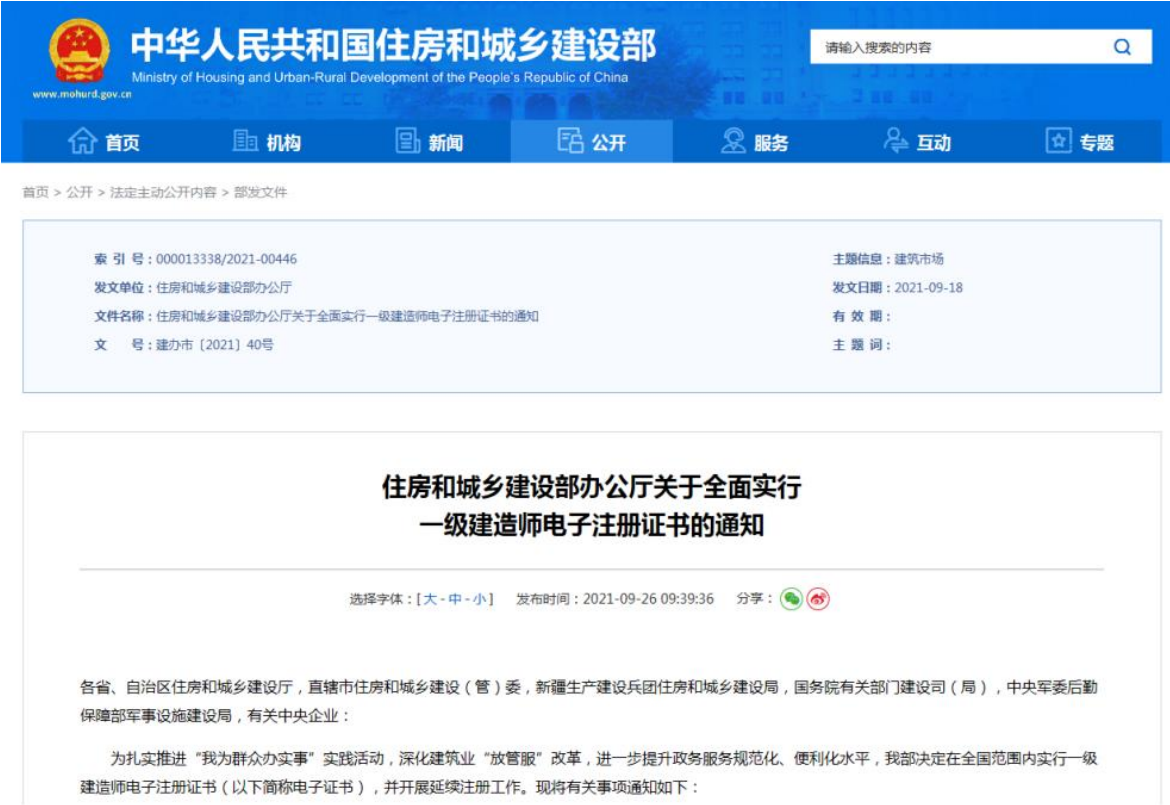 中华人民共和国住房和城乡建设部
Ministry of Housing and Urban-Rural Development of the People's Republic of China
www.mohurd.gov.cn
请输入搜索的内容
首页 机构 新闻 公开 服务 互动 专题
首页 > 公开 > 法定主动公开内容 > 部发文件
索 引 号：000013338/2021-00446 主题信息：建筑市场
发文单位：住房和城乡建设部办公厅 发文日期：2021-09-18
文件名称：住房和城乡建设部办公厅关于全面实行一级建造师电子注册证书的通知 有 效 期：
文 号：建办市〔2021〕40号 主 题 词：
住房和城乡建设部办公厅关于全面实行
一级建造师电子注册证书的通知
选择字体：[大-中-小] 发布时间：2021-09-26 09:39:36 分享：
各省、自治区住房和城乡建设厅，直辖市住房和城乡建设（管）委，新疆生产建设兵团住房和城乡建设局，国务院有关部门建设司（局），中央军委后勤
保障部军事设施建设局，有关中央企业：
为扎实推进“我为群众办实事”实践活动，深化建筑业“放管服”改革，进一步提升政务服务规范化、便利化水平，我部决定在全国范围内实行一级
建造师电子注册证书（以下简称电子证书），并开展延续注册工作。现将有关事项通知如下：